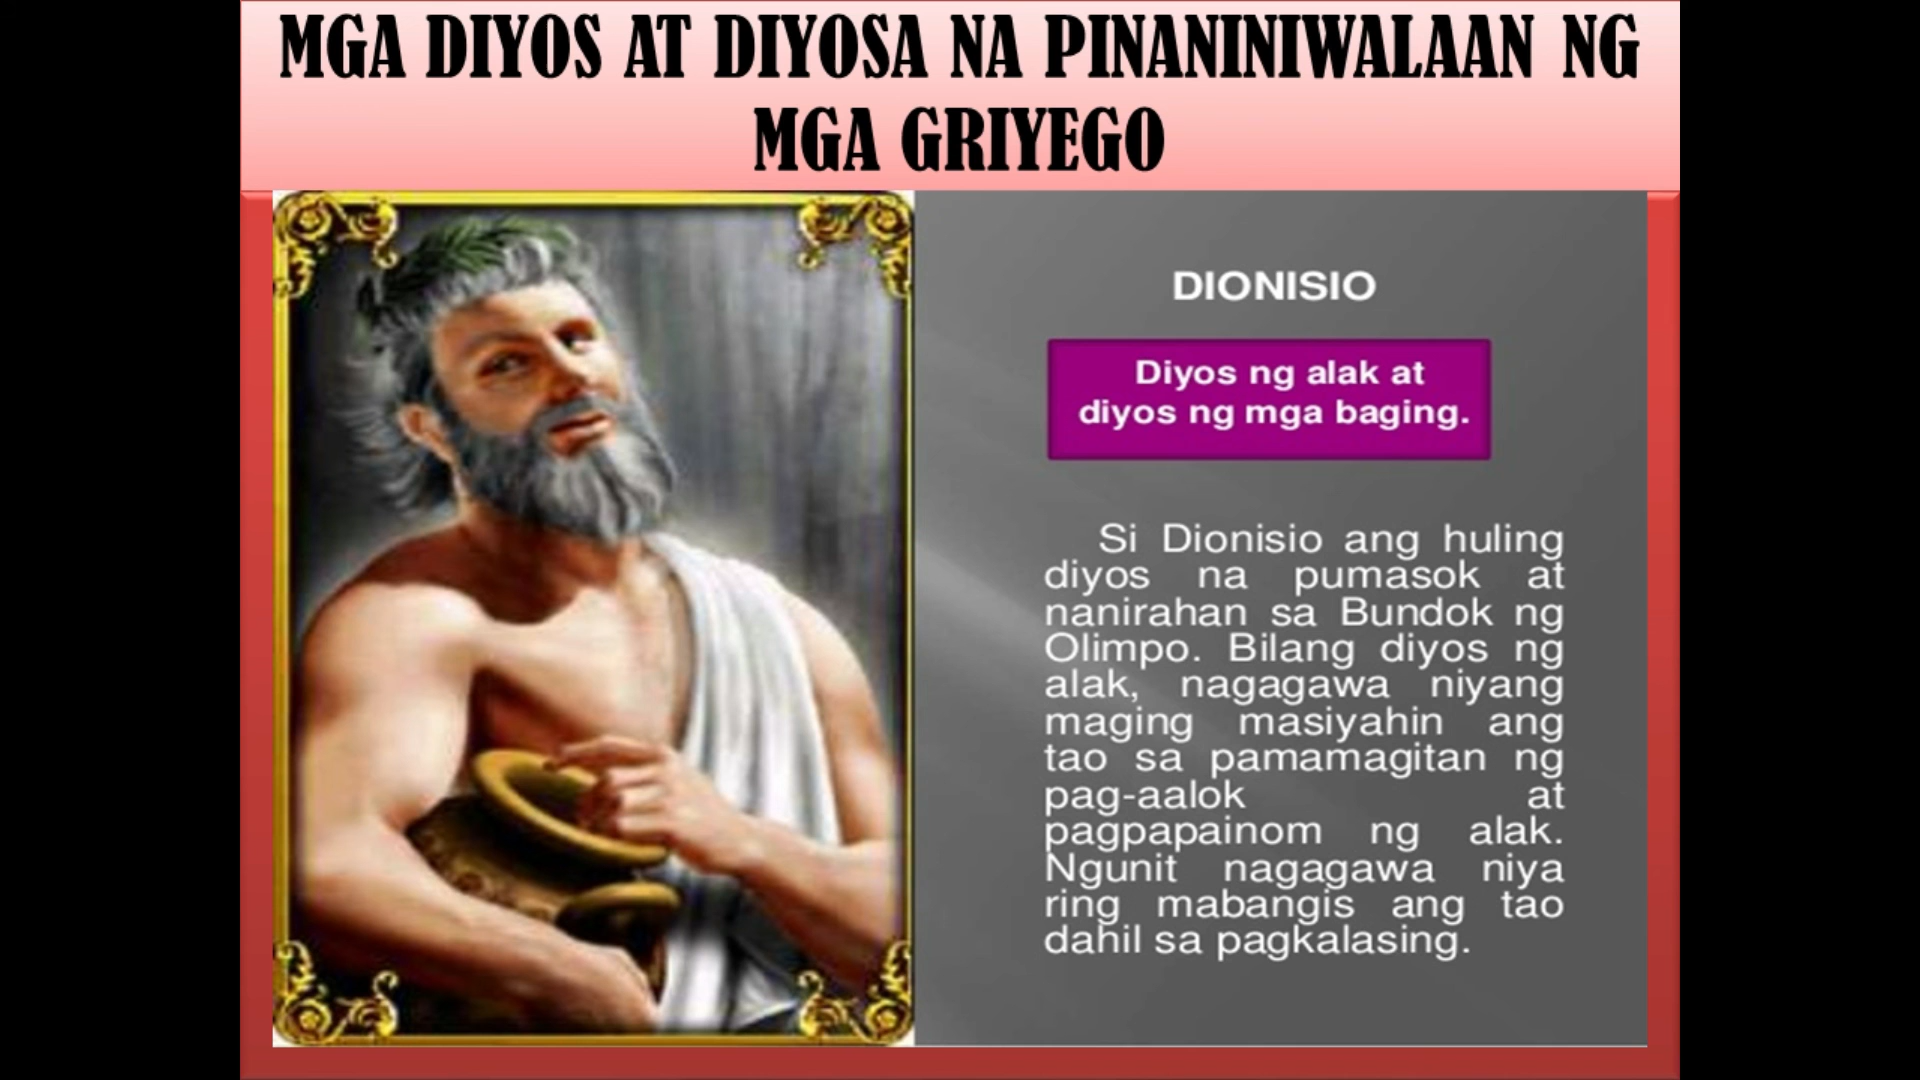 MGA DIYOS AT DIYOSA NA PINANINIWALAAN NG
MGA GRIYEGO
DIONISIO
Diyos ng alak at
diyos ng mga baging.
Si Dionisio ang huling
diyos na pumasok at
nanirahan sa Bundok ng
Olimpo. Bilang diyos ng
alak, nagagawa niyang
maging masiyahin ang
tao sa pamamagitan ng
pag-aalok at
pagpapainom ng alak.
Ngunit nagagawa niya
ring mabangis ang tao
dahil sa pagkalasing.